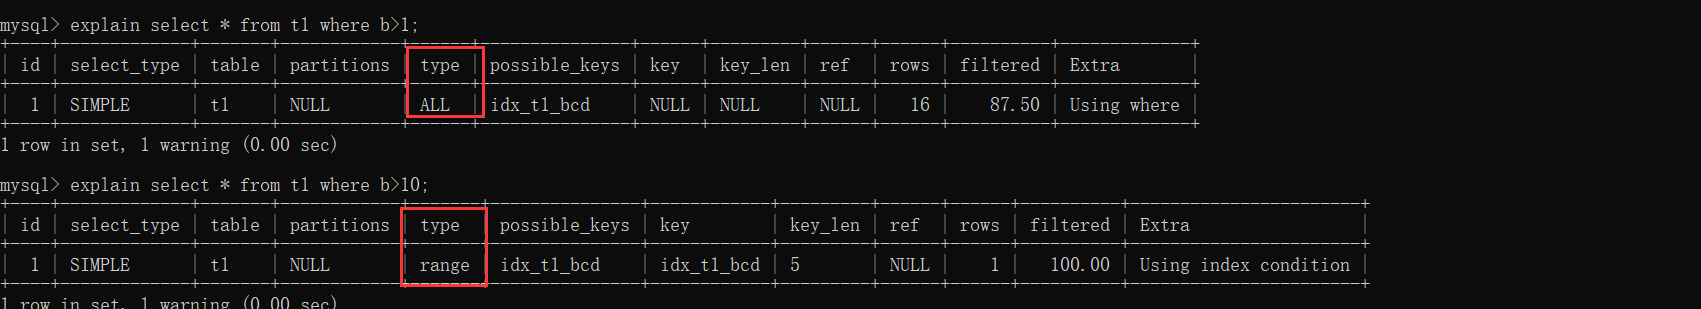 mysql> explain select * from t1 where b>1;
+----+-------------+-------+------------+------+---------------+------+---------+------+------+----------+-------------+
| id | select_type | table | partitions | type | possible_keys | key | key_len | ref | rows | filtered | Extra |
+----+-------------+-------+------------+------+---------------+------+---------+------+------+----------+-------------+
| 1 | SIMPLE | t1 | NULL | ALL | idx_t1_bcd | NULL | NULL | NULL | 16 | 87.50 | Using where |
+----+-------------+-------+------------+------+---------------+------+---------+------+------+----------+-------------+
1 row in set, 1 warning (0.00 sec)
mysql> explain select * from t1 where b>10;
+----+-------------+-------+------------+-------+---------------+------------+---------+------+------+----------+-----------------------+
| id | select_type | table | partitions | type | possible_keys | key | key_len | ref | rows | filtered | Extra |
+----+-------------+-------+------------+-------+---------------+------------+---------+------+------+----------+-----------------------+
| 1 | SIMPLE | t1 | NULL | range | idx_t1_bcd | idx_t1_bcd | 5 | NULL | 1 | 100.00 | Using index condition |
+----+-------------+-------+------------+-------+---------------+------------+---------+------+------+----------+-----------------------+
1 row in set, 1 warning (0.00 sec)